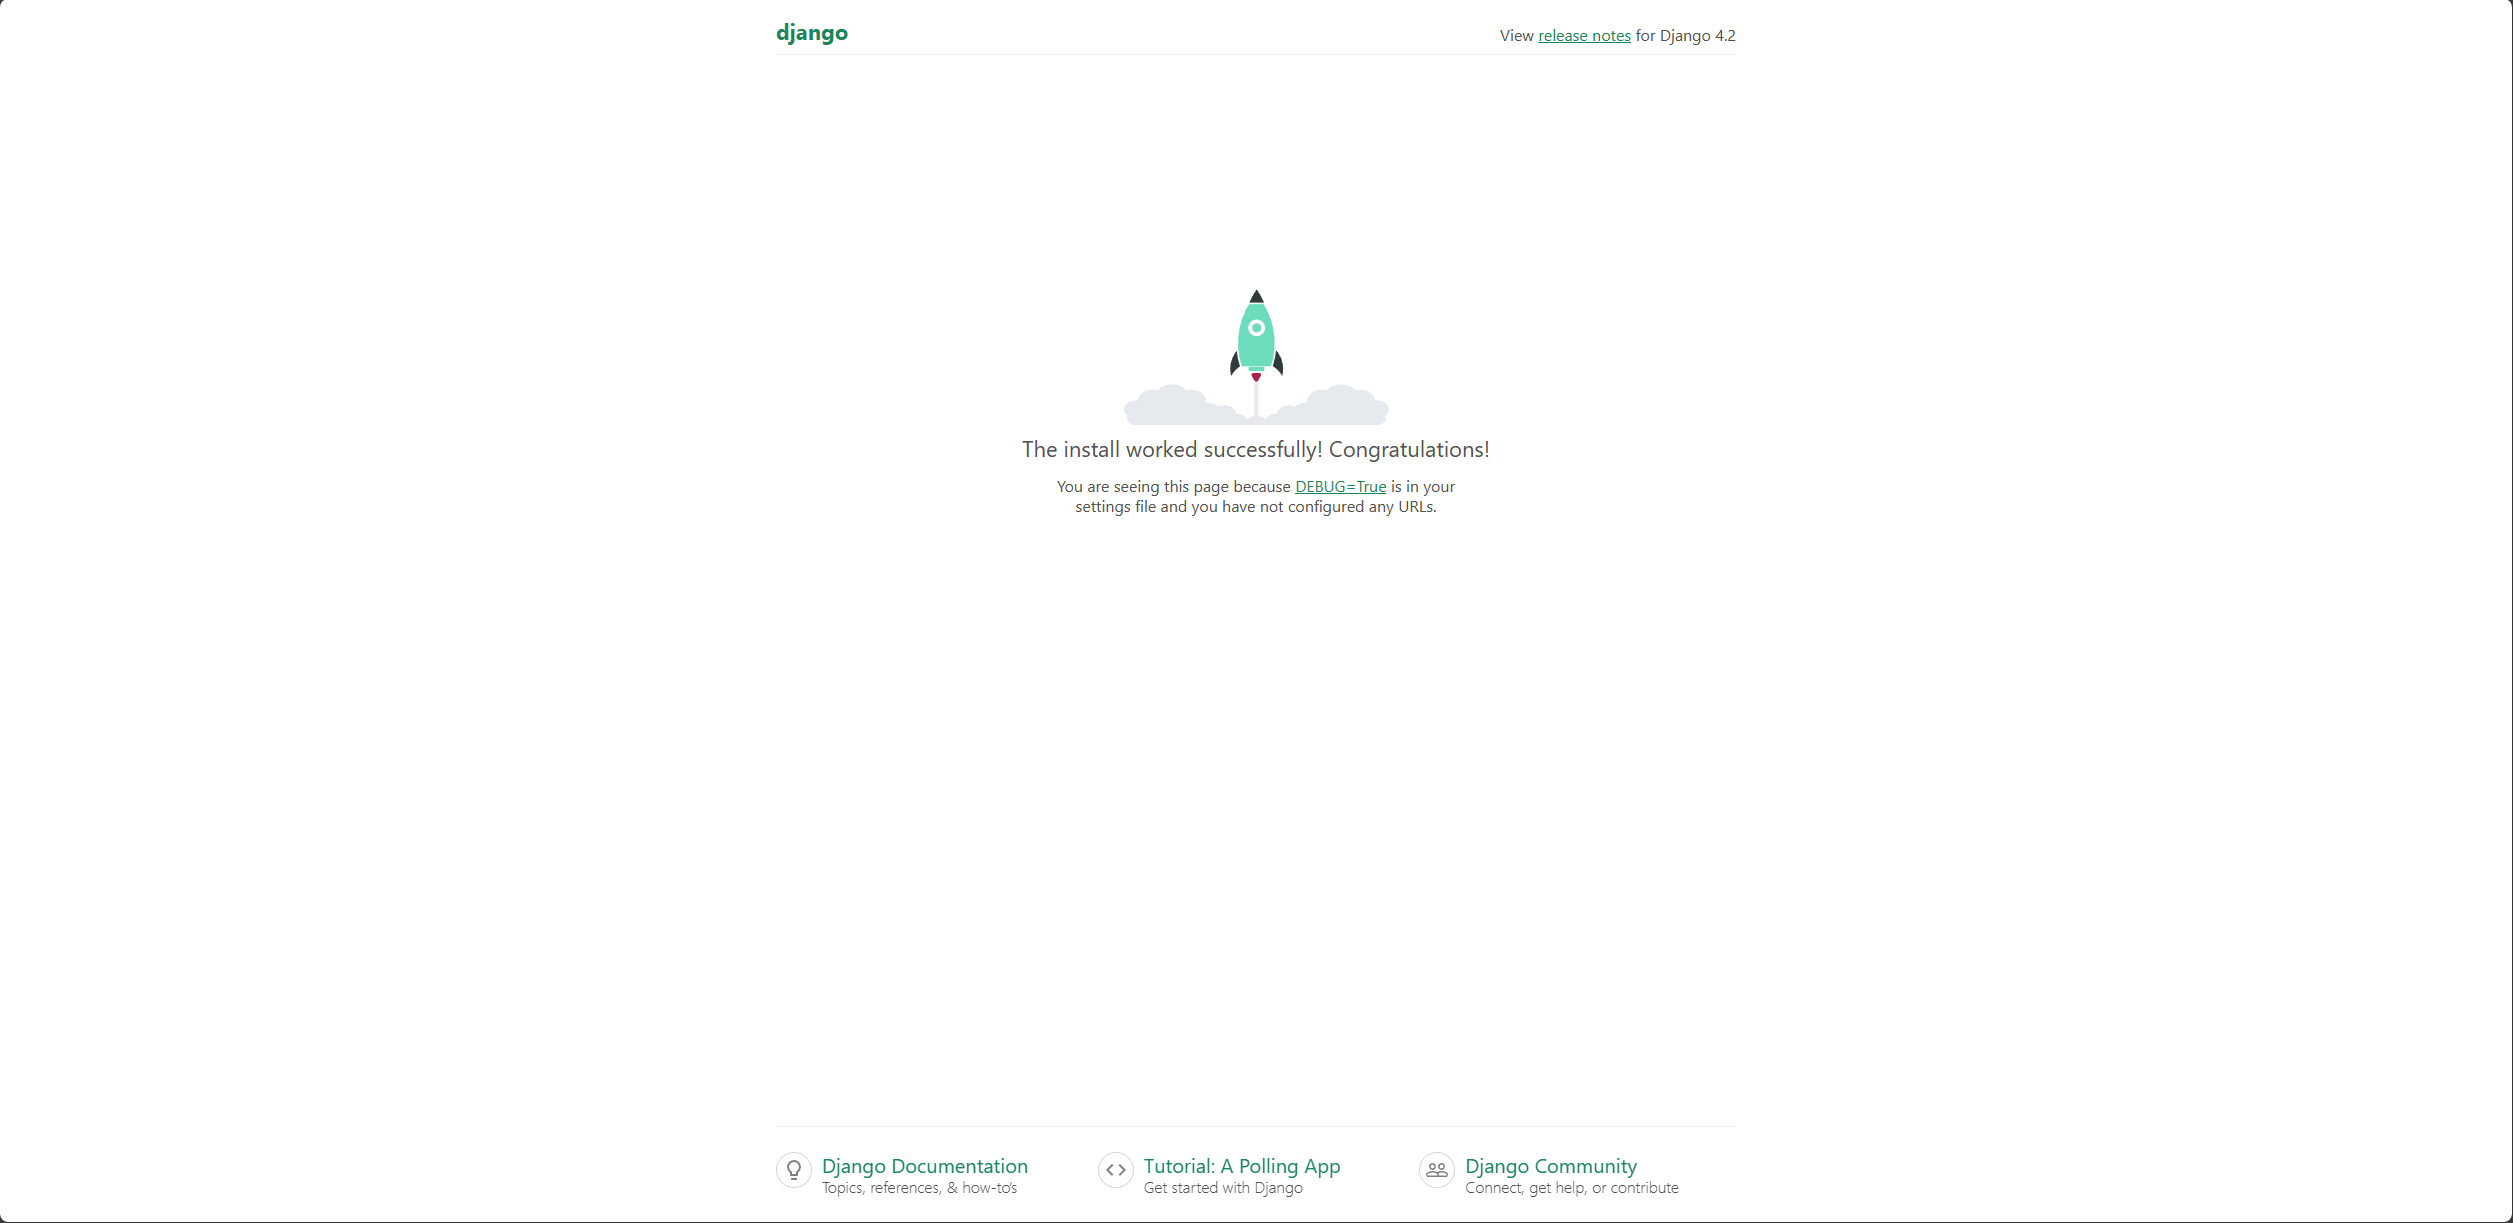 django
View release notes for Django 4.2
The install worked successfully! Congratulations!
You are seeing this page because DEBUG=True is in your
settings file and you have not configured any URLs.
Django Documentation
Topics, references, & how-to’s
Tutorial: A Polling App
Get started with Django
Django Community
Connect, get help, or contribute